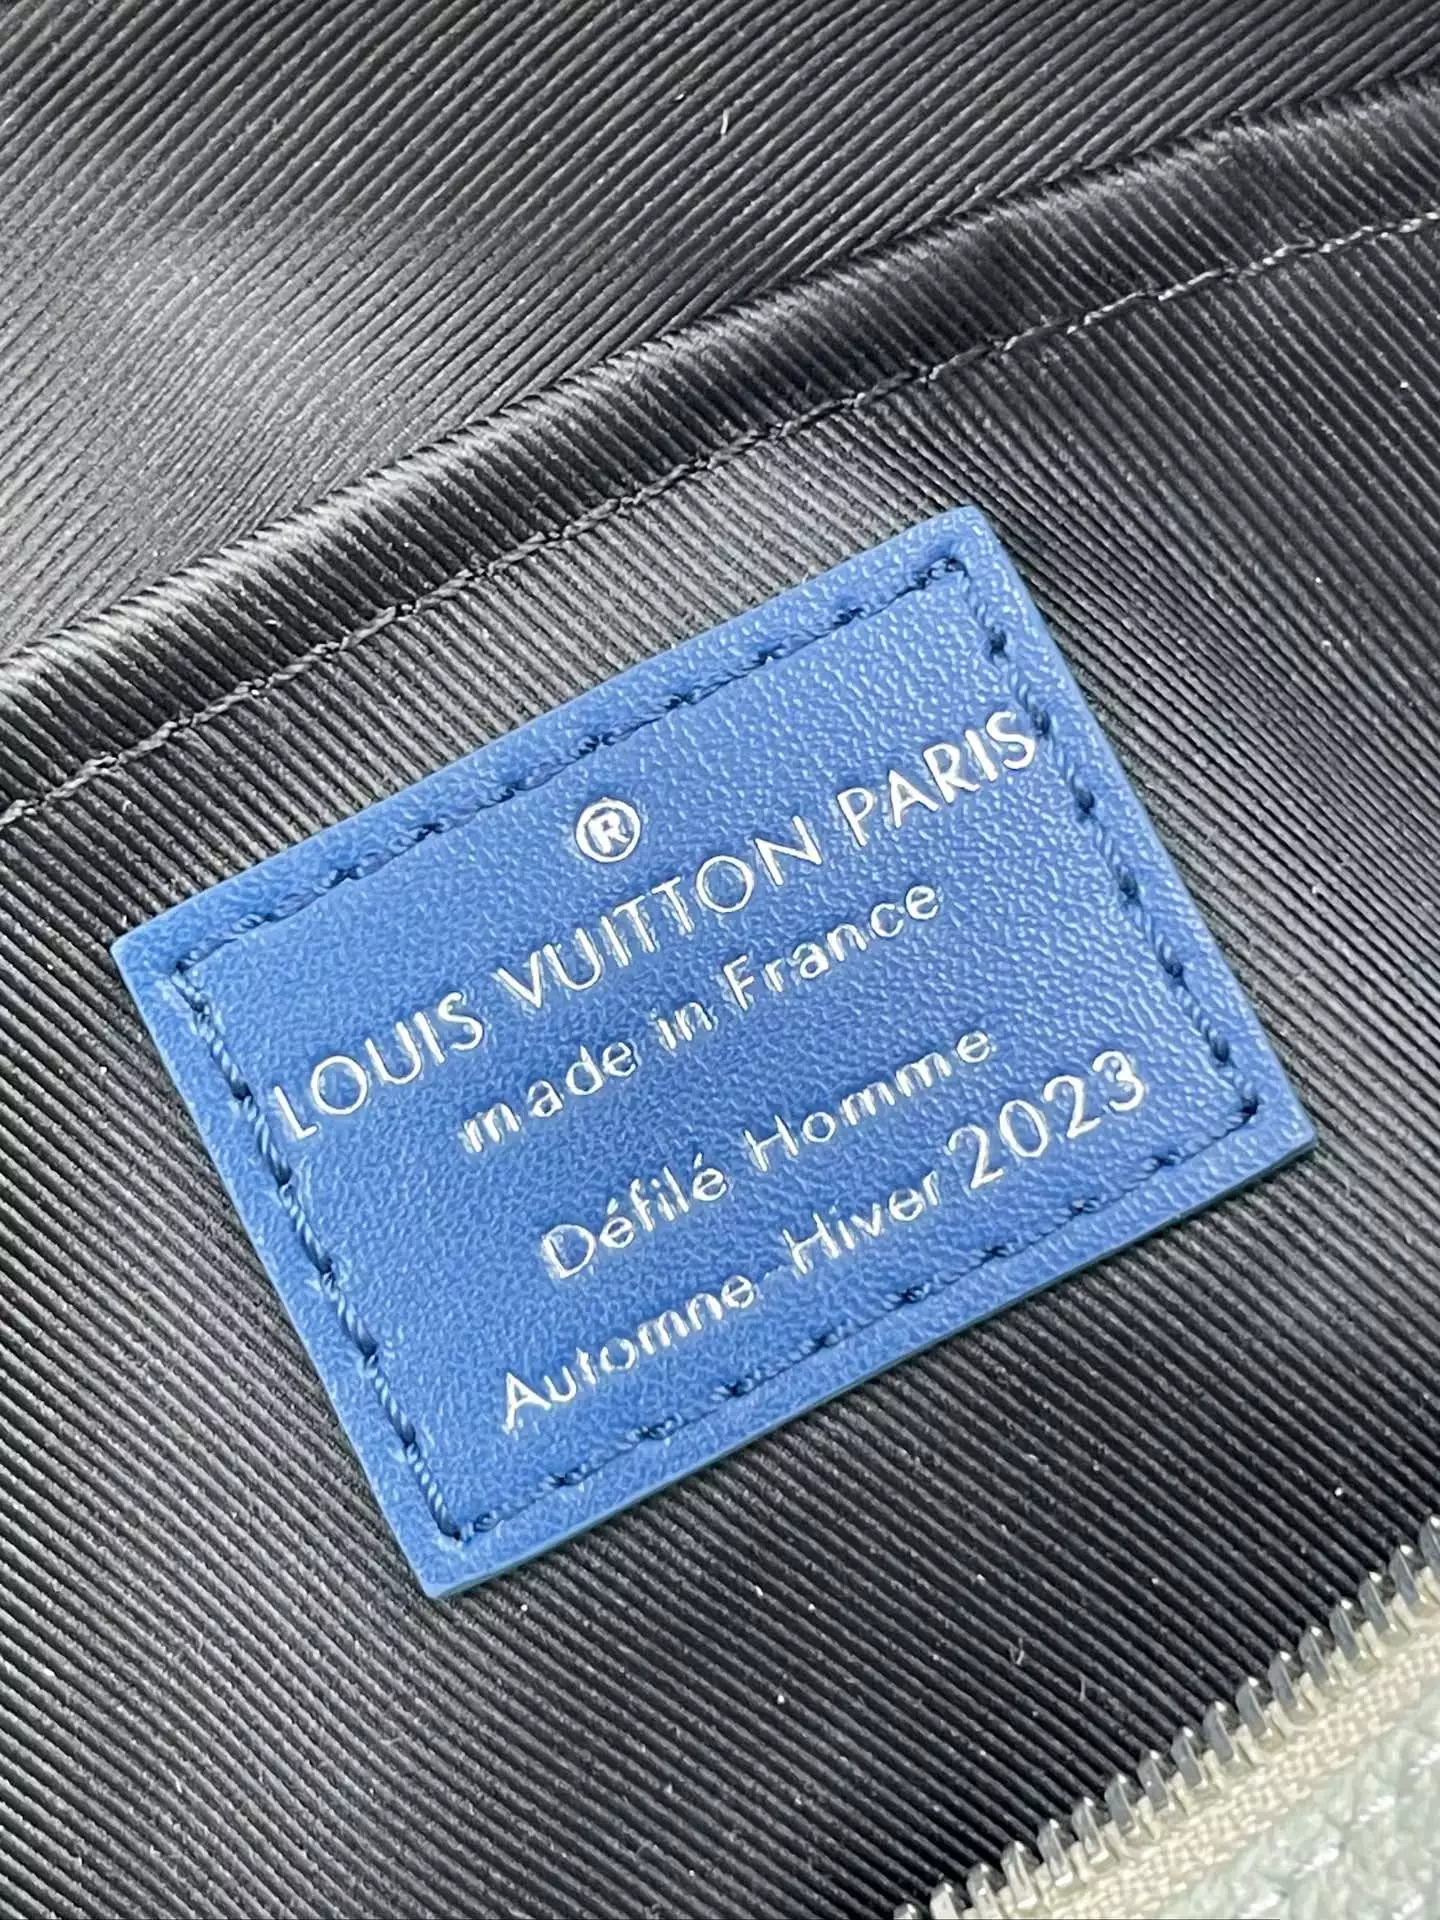 ®
LOUIS VUITTON PARIS
made in France
Défilé Homme
Automne-Hiver 2023